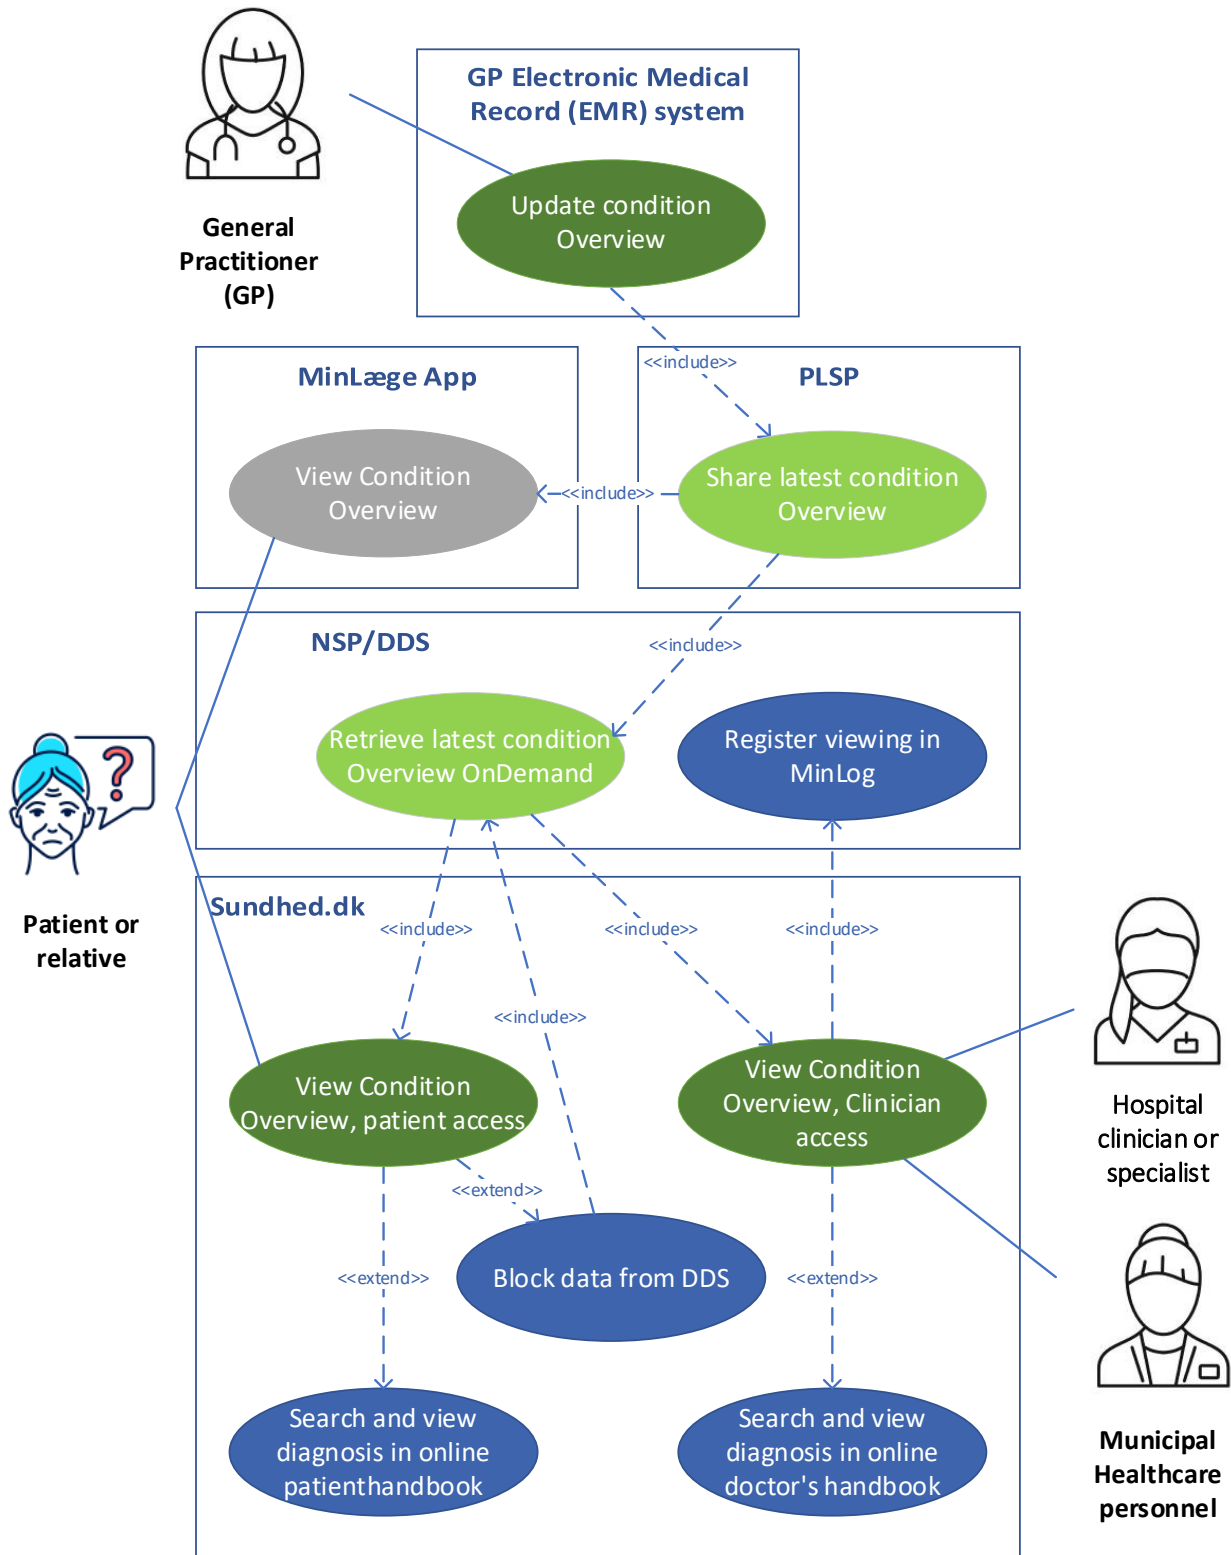 GP Electronic Medical
Record (EMR) system
Update condition
Overview
General
Practitioner
(GP)
<<include>>
MinLæge App
PLSP
View Condition
Overview
<<include>>
Share latest condition
Overview
NSP/DDS
<<include>>
Retrieve latest condition
Overview OnDemand
Register viewing in
MinLog
?
Patient or
relative
Sundhed.dk
<<include>>
<<include>>
<<include>>
<<include>>
View Condition
Overview, patient access
View Condition
Overview, Clinician
access
Hospital
clinician or
specialist
<<extend>>
Block data from DDS
<<extend>>
<<extend>>
Search and view
diagnosis in online
patienthandbook
Search and view
diagnosis in online
doctor's handbook
Municipal
Healthcare
personnel